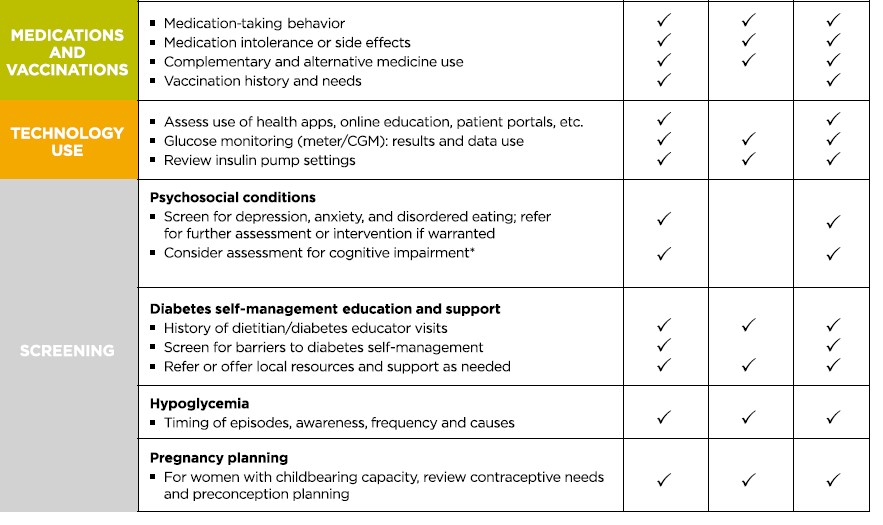 MEDICATIONS
AND
VACCINATIONS
▪ Medication-taking behavior ✓ ✓ ✓
▪ Medication intolerance or side effects ✓ ✓ ✓
▪ Complementary and alternative medicine use ✓ ✓ ✓
▪ Vaccination history and needs ✓ ✓
TECHNOLOGY
USE
▪ Assess use of health apps, online education, patient portals, etc. ✓ ✓
▪ Glucose monitoring (meter/CGM): results and data use ✓ ✓ ✓
▪ Review insulin pump settings ✓ ✓ ✓
SCREENING
Psychosocial conditions
▪ Screen for depression, anxiety, and disordered eating; refer
for further assessment or intervention if warranted ✓ ✓
▪ Consider assessment for cognitive impairment* ✓ ✓
Diabetes self-management education and support
▪ History of dietitian/diabetes educator visits ✓ ✓ ✓
▪ Screen for barriers to diabetes self-management ✓ ✓
▪ Refer or offer local resources and support as needed ✓ ✓ ✓
Hypoglycemia
▪ Timing of episodes, awareness, frequency and causes ✓ ✓ ✓
Pregnancy planning
▪ For women with childbearing capacity, review contraceptive needs
and preconception planning ✓ ✓ ✓